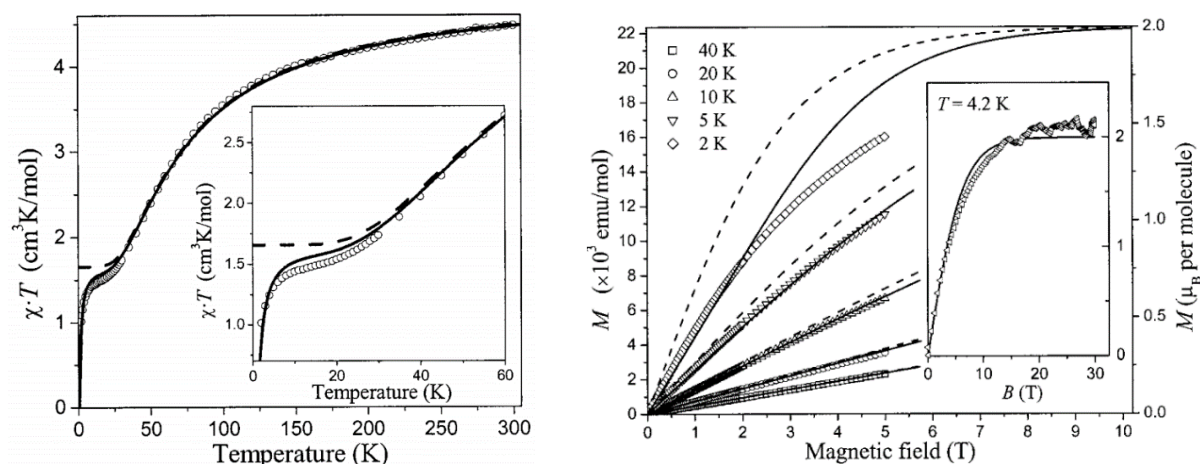 χ·T (cm³K/mol)
4
3
2
1
0
χ·T (cm³K/mol)
2.5
2.0
1.5
1.0
0 10 20 30 40 50 60
Temperature (K)
0 50 100 150 200 250 300
Temperature (K)
M (×10³ emu/mol)
22
20
18
16
14
12
10
8
6
4
2
0
40 K
20 K
10 K
5 K
2 K
T = 4.2 K
2
1
0
0 10 20 30
B (T)
0 1 2 3 4 5 6 7 8 9 10
Magnetic field (T)
2.0
1.5
1.0
0.5
0.0
M (μB per molecule)